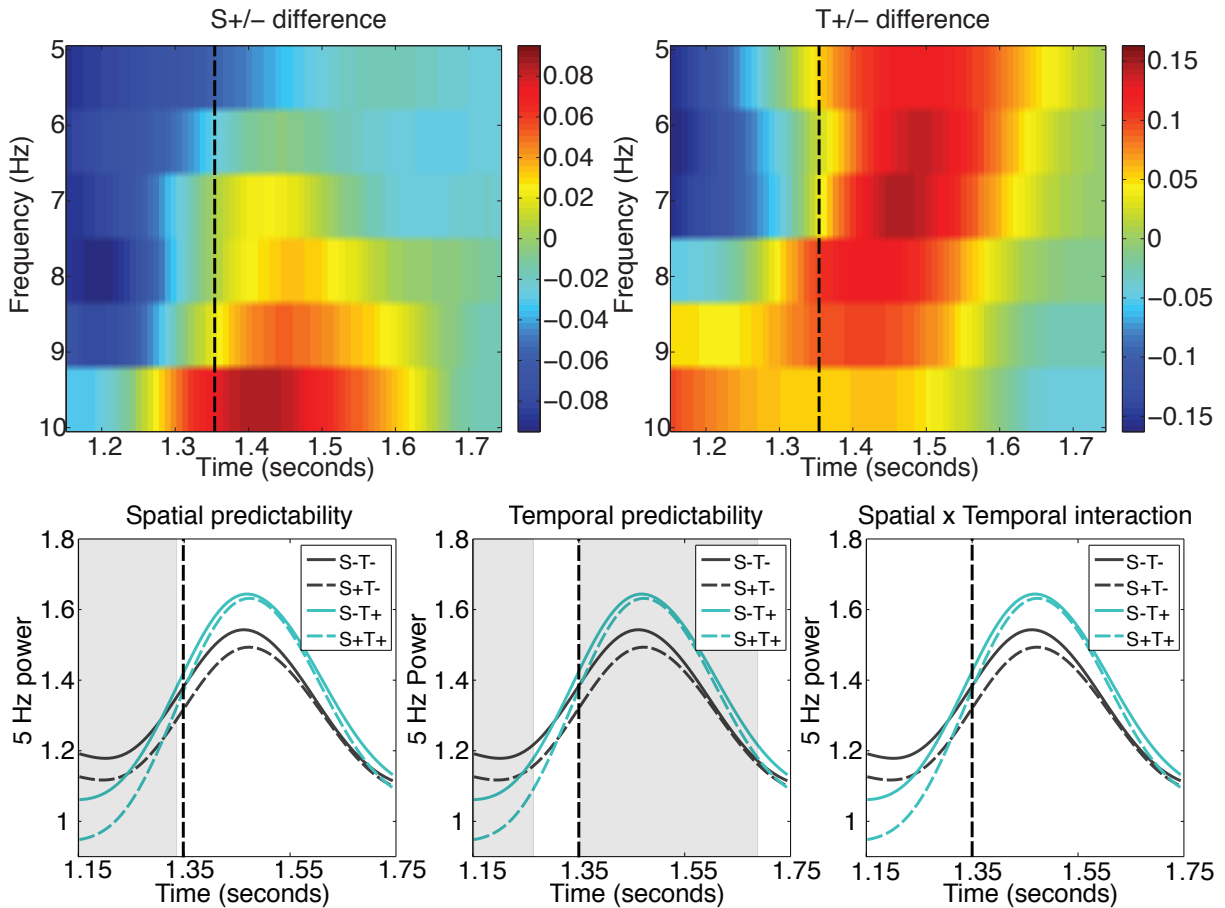 S+/− difference
T+/− difference
5
6
7
8
9
10
Frequency (Hz)
1.2
1.3
1.4
1.5
1.6
1.7
Time (seconds)
0.08
0.06
0.04
0.02
0
−0.02
−0.04
−0.06
−0.08
5
6
7
8
9
10
Frequency (Hz)
1.2
1.3
1.4
1.5
1.6
1.7
Time (seconds)
0.15
0.1
0.05
0
−0.05
−0.1
−0.15
Spatial predictability
1.8
1.6
1.4
1.2
1
5 Hz power
S-T-
S+T-
S-T+
S+T+
1.15
1.35
1.55
1.75
Time (seconds)
Temporal predictability
1.8
1.6
1.4
1.2
1
5 Hz Power
S-T-
S+T-
S-T+
S+T+
1.15
1.35
1.55
1.75
Time (seconds)
Spatial x Temporal interaction
1.8
1.6
1.4
1.2
1
5 Hz power
S-T-
S+T-
S-T+
S+T+
1.15
1.35
1.55
1.75
Time (seconds)